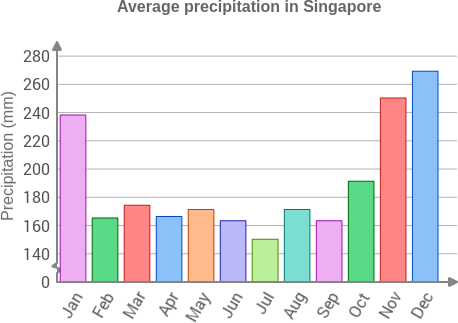 Average precipitation in Singapore
Precipitation (mm)
280
260
240
220
200
180
160
140
0
Jan
Feb
Mar
Apr
May
Jun
Jul
Aug
Sep
Oct
Nov
Dec